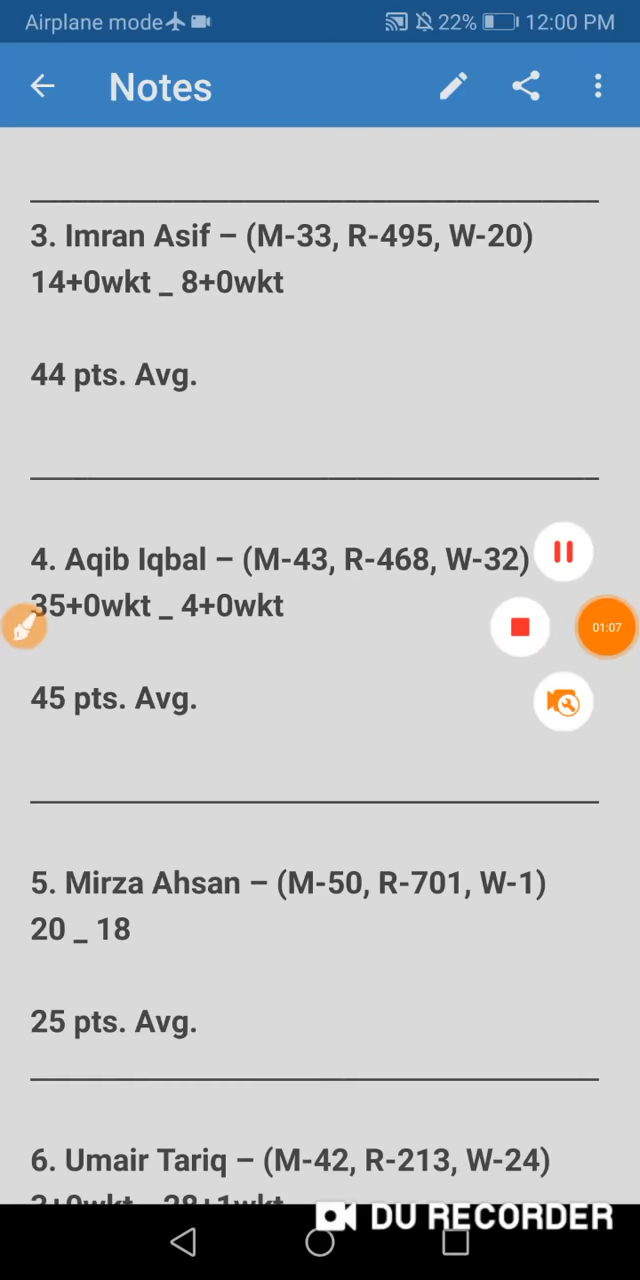 Airplane mode 22% 12:00 PM
Notes
3. Imran Asif – (M-33, R-495, W-20)
14+0wkt _ 8+0wkt
44 pts. Avg.
4. Aqib Iqbal – (M-43, R-468, W-32)
35+0wkt _ 4+0wkt
01:07
45 pts. Avg.
5. Mirza Ahsan – (M-50, R-701, W-1)
20 _ 18
25 pts. Avg.
6. Umair Tariq – (M-42, R-213, W-24)
DU RECORDER